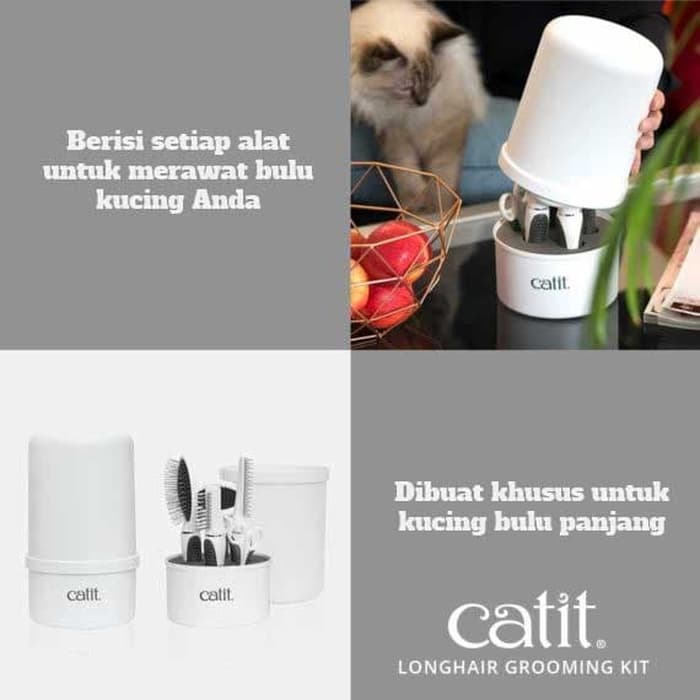 Berisi setiap alat
untuk merawat bulu
kucing Anda
catit.
catit.
catit.
Dibuat khusus untuk
kucing bulu panjang
catit®
LONGHAIR GROOMING KIT